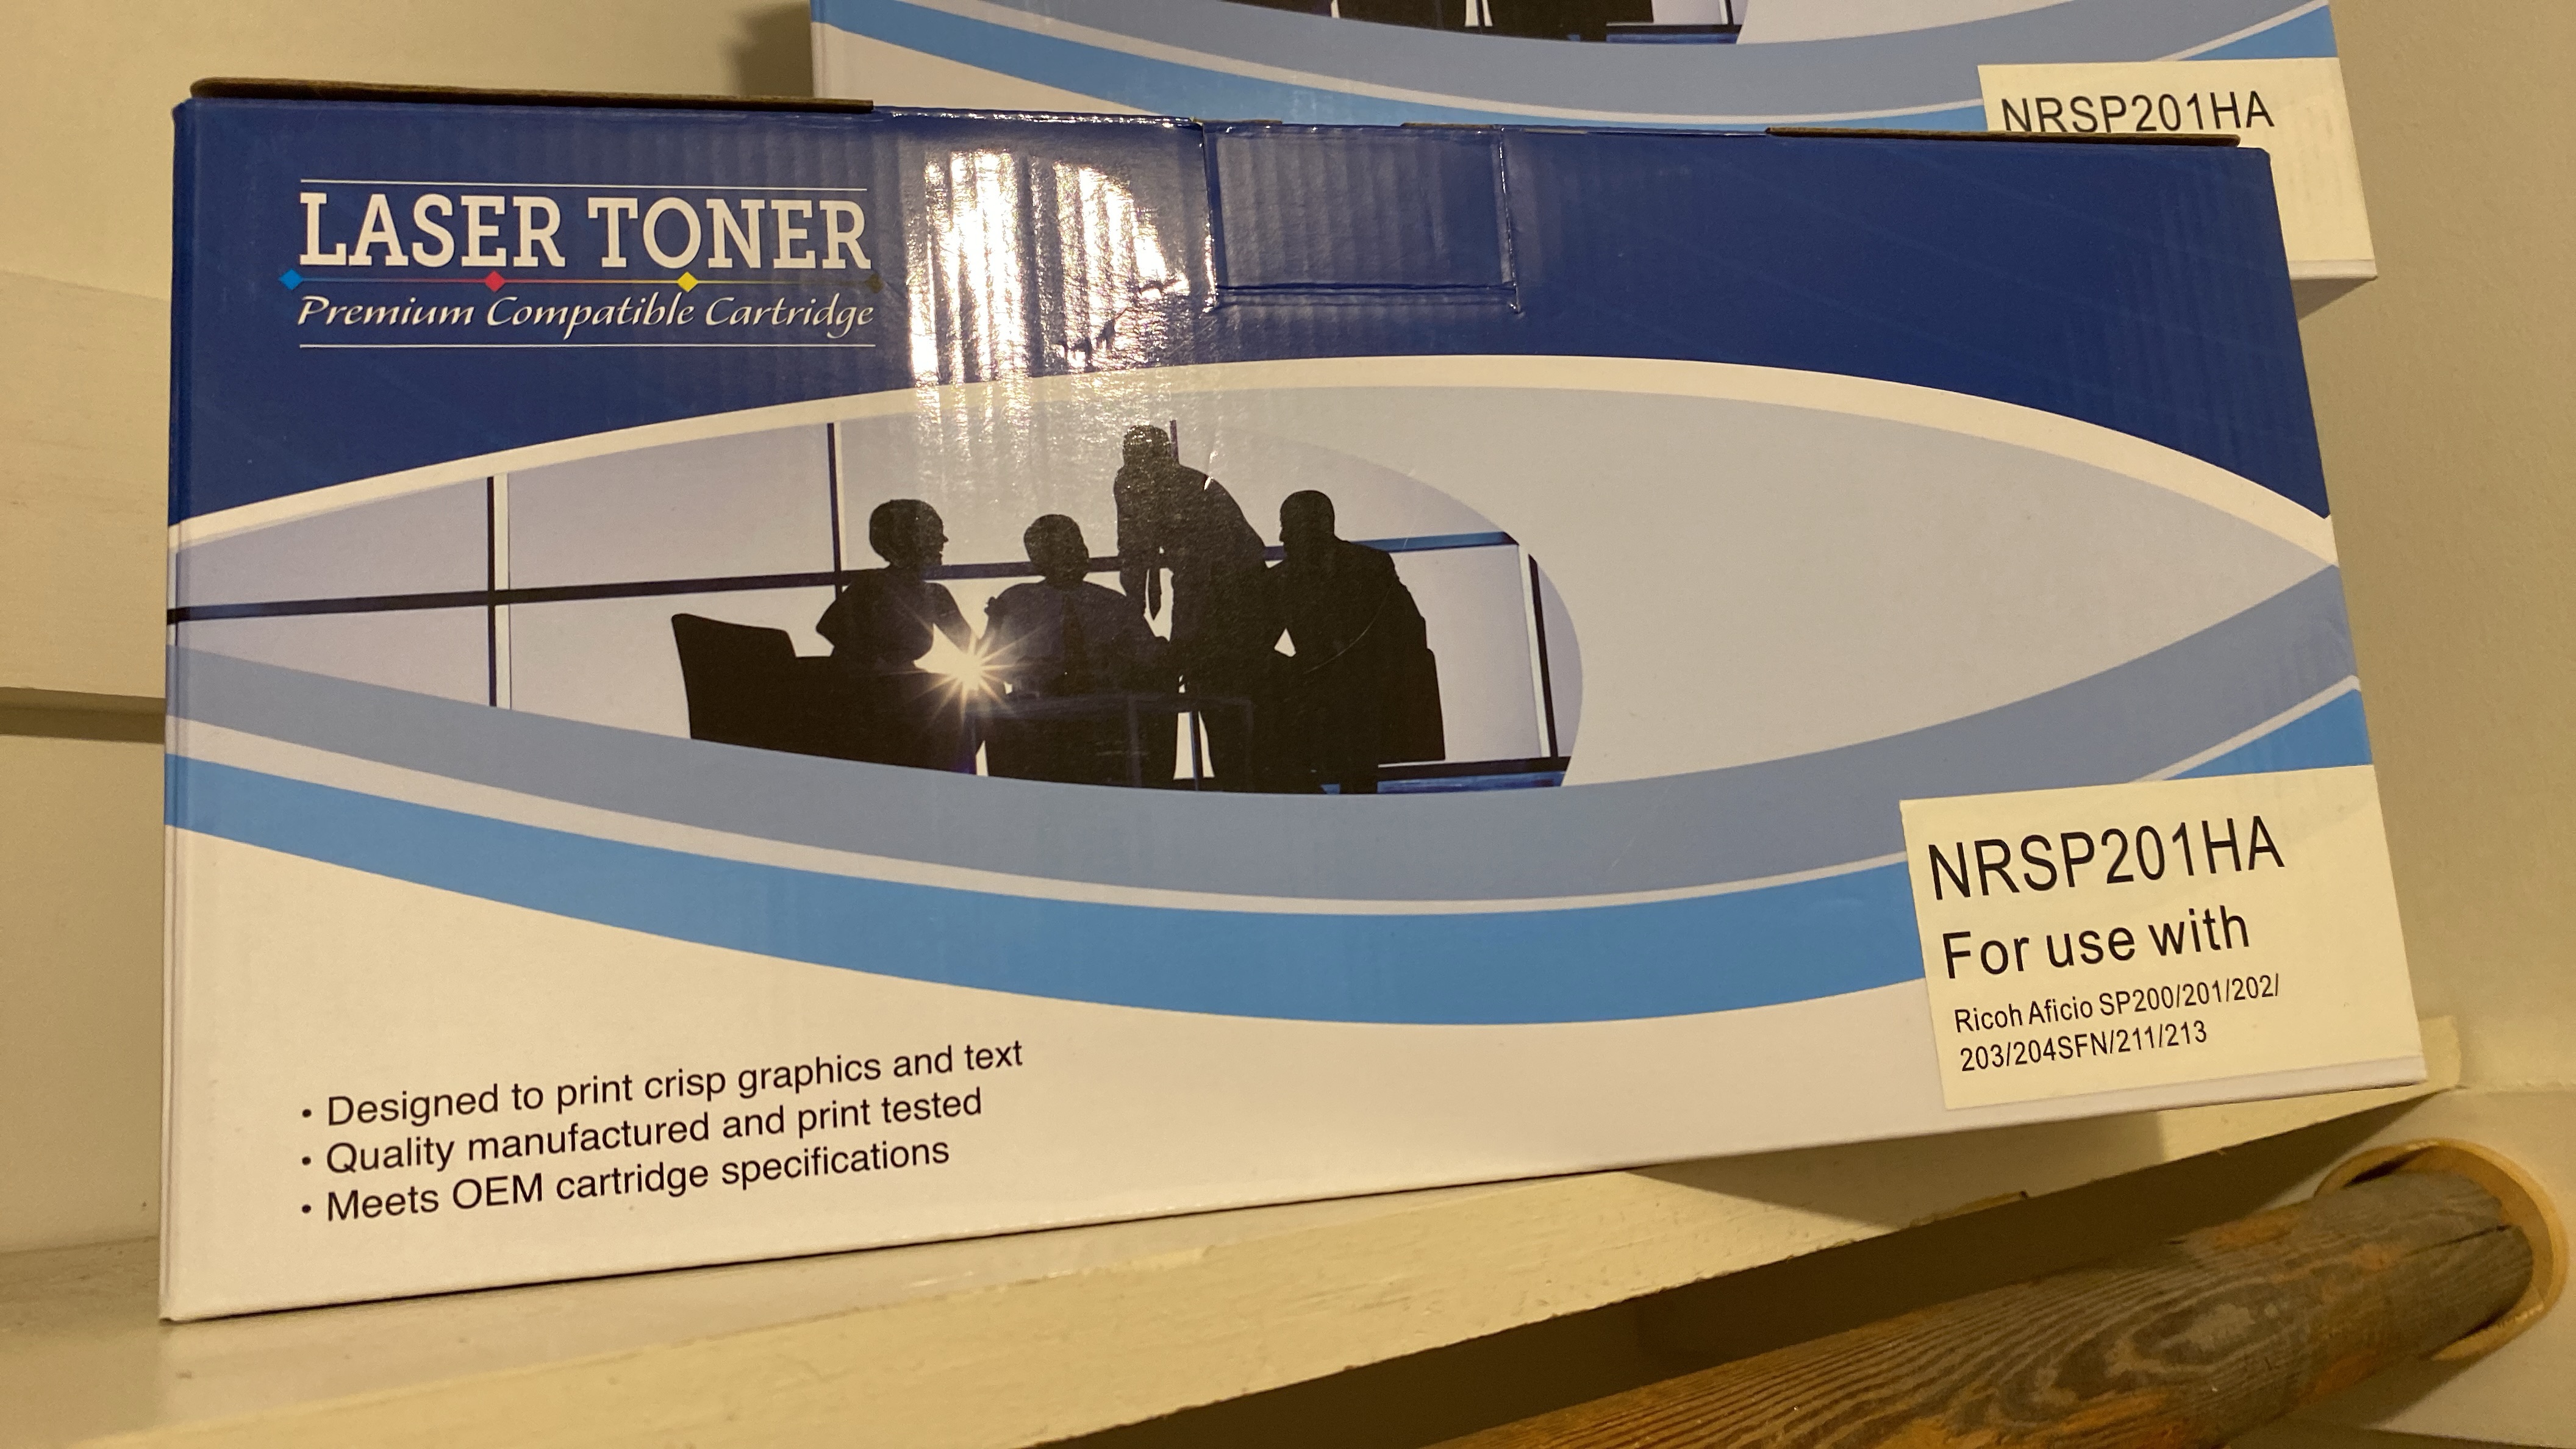 NRSP201HA
LASER TONER
Premium Compatible Cartridge
NRSP201HA
For use with
Ricoh Aficio SP200/201/202/
203/204SFN/211/213
• Designed to print crisp graphics and text
• Quality manufactured and print tested
• Meets OEM cartridge specifications